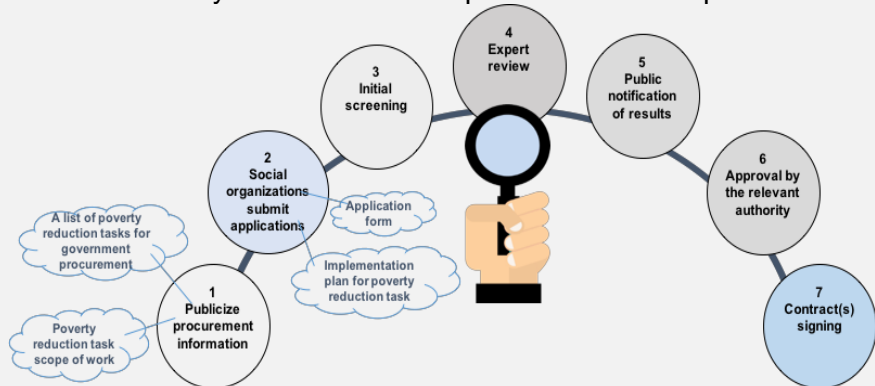 4
Expert
review
3
Initial
screening
5
Public
notification
of results
2
Social
organizations
submit
applications
6
Approval by
the relevant
authority
Application
form
A list of poverty
reduction tasks for
government
procurement
Implementation
plan for poverty
reduction task
1
Publicize
procurement
information
7
Contract(s)
signing
Poverty
reduction task
scope of work